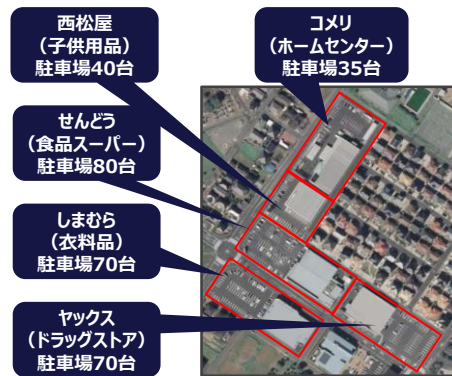 西松屋
（子供用品）
駐車場40台
コメリ
（ホームセンター）
駐車場35台
せんどう
（食品スーパー）
駐車場80台
しまむら
（衣料品）
駐車場70台
ヤックス
（ドラッグストア）
駐車場70台